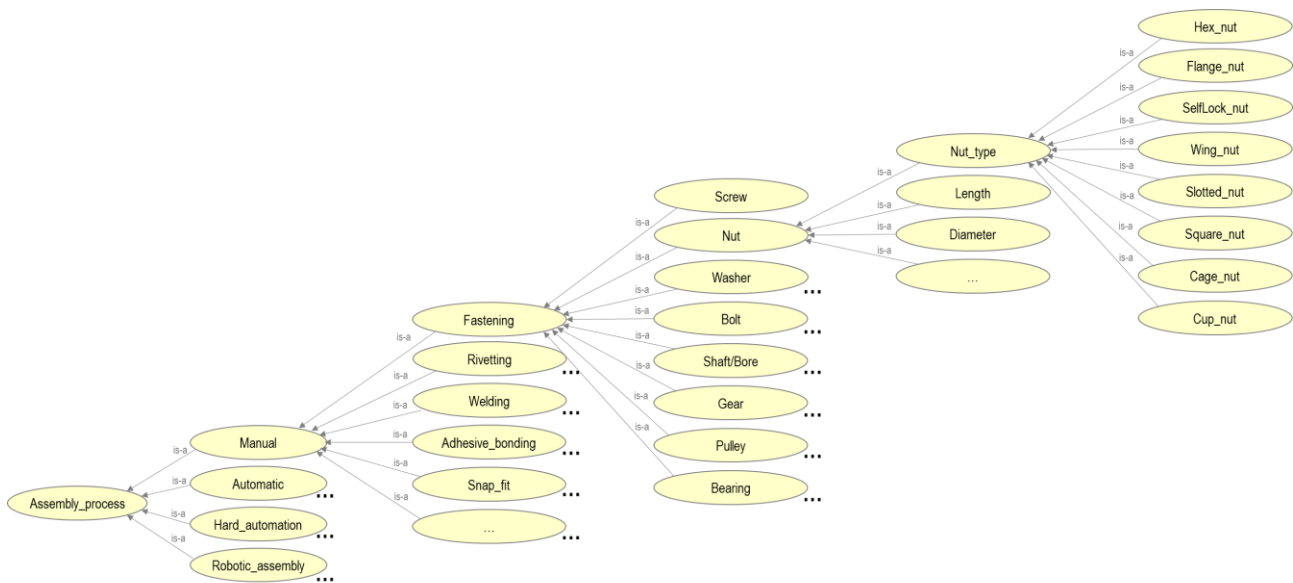 Hex_nut
Flange_nut
SelfLock_nut
Wing_nut
Slotted_nut
Square_nut
Cage_nut
Cup_nut
is-a
is-a
is-a
is-a
is-a
is-a
is-a
is-a
Nut_type
Length
Diameter
...
is-a
is-a
is-a
is-a
Screw
Nut
Washer ...
Bolt ...
Shaft/Bore ...
Gear ...
Pulley ...
Bearing ...
is-a
is-a
is-a
is-a
is-a
is-a
is-a
is-a
Fastening
Rivetting ...
Welding ...
Adhesive_bonding ...
Snap_fit ...
... ...
is-a
is-a
is-a
is-a
is-a
is-a
Manual
Automatic ...
Hard_automation ...
Robotic_assembly ...
is-a
is-a
is-a
is-a
Assembly_process